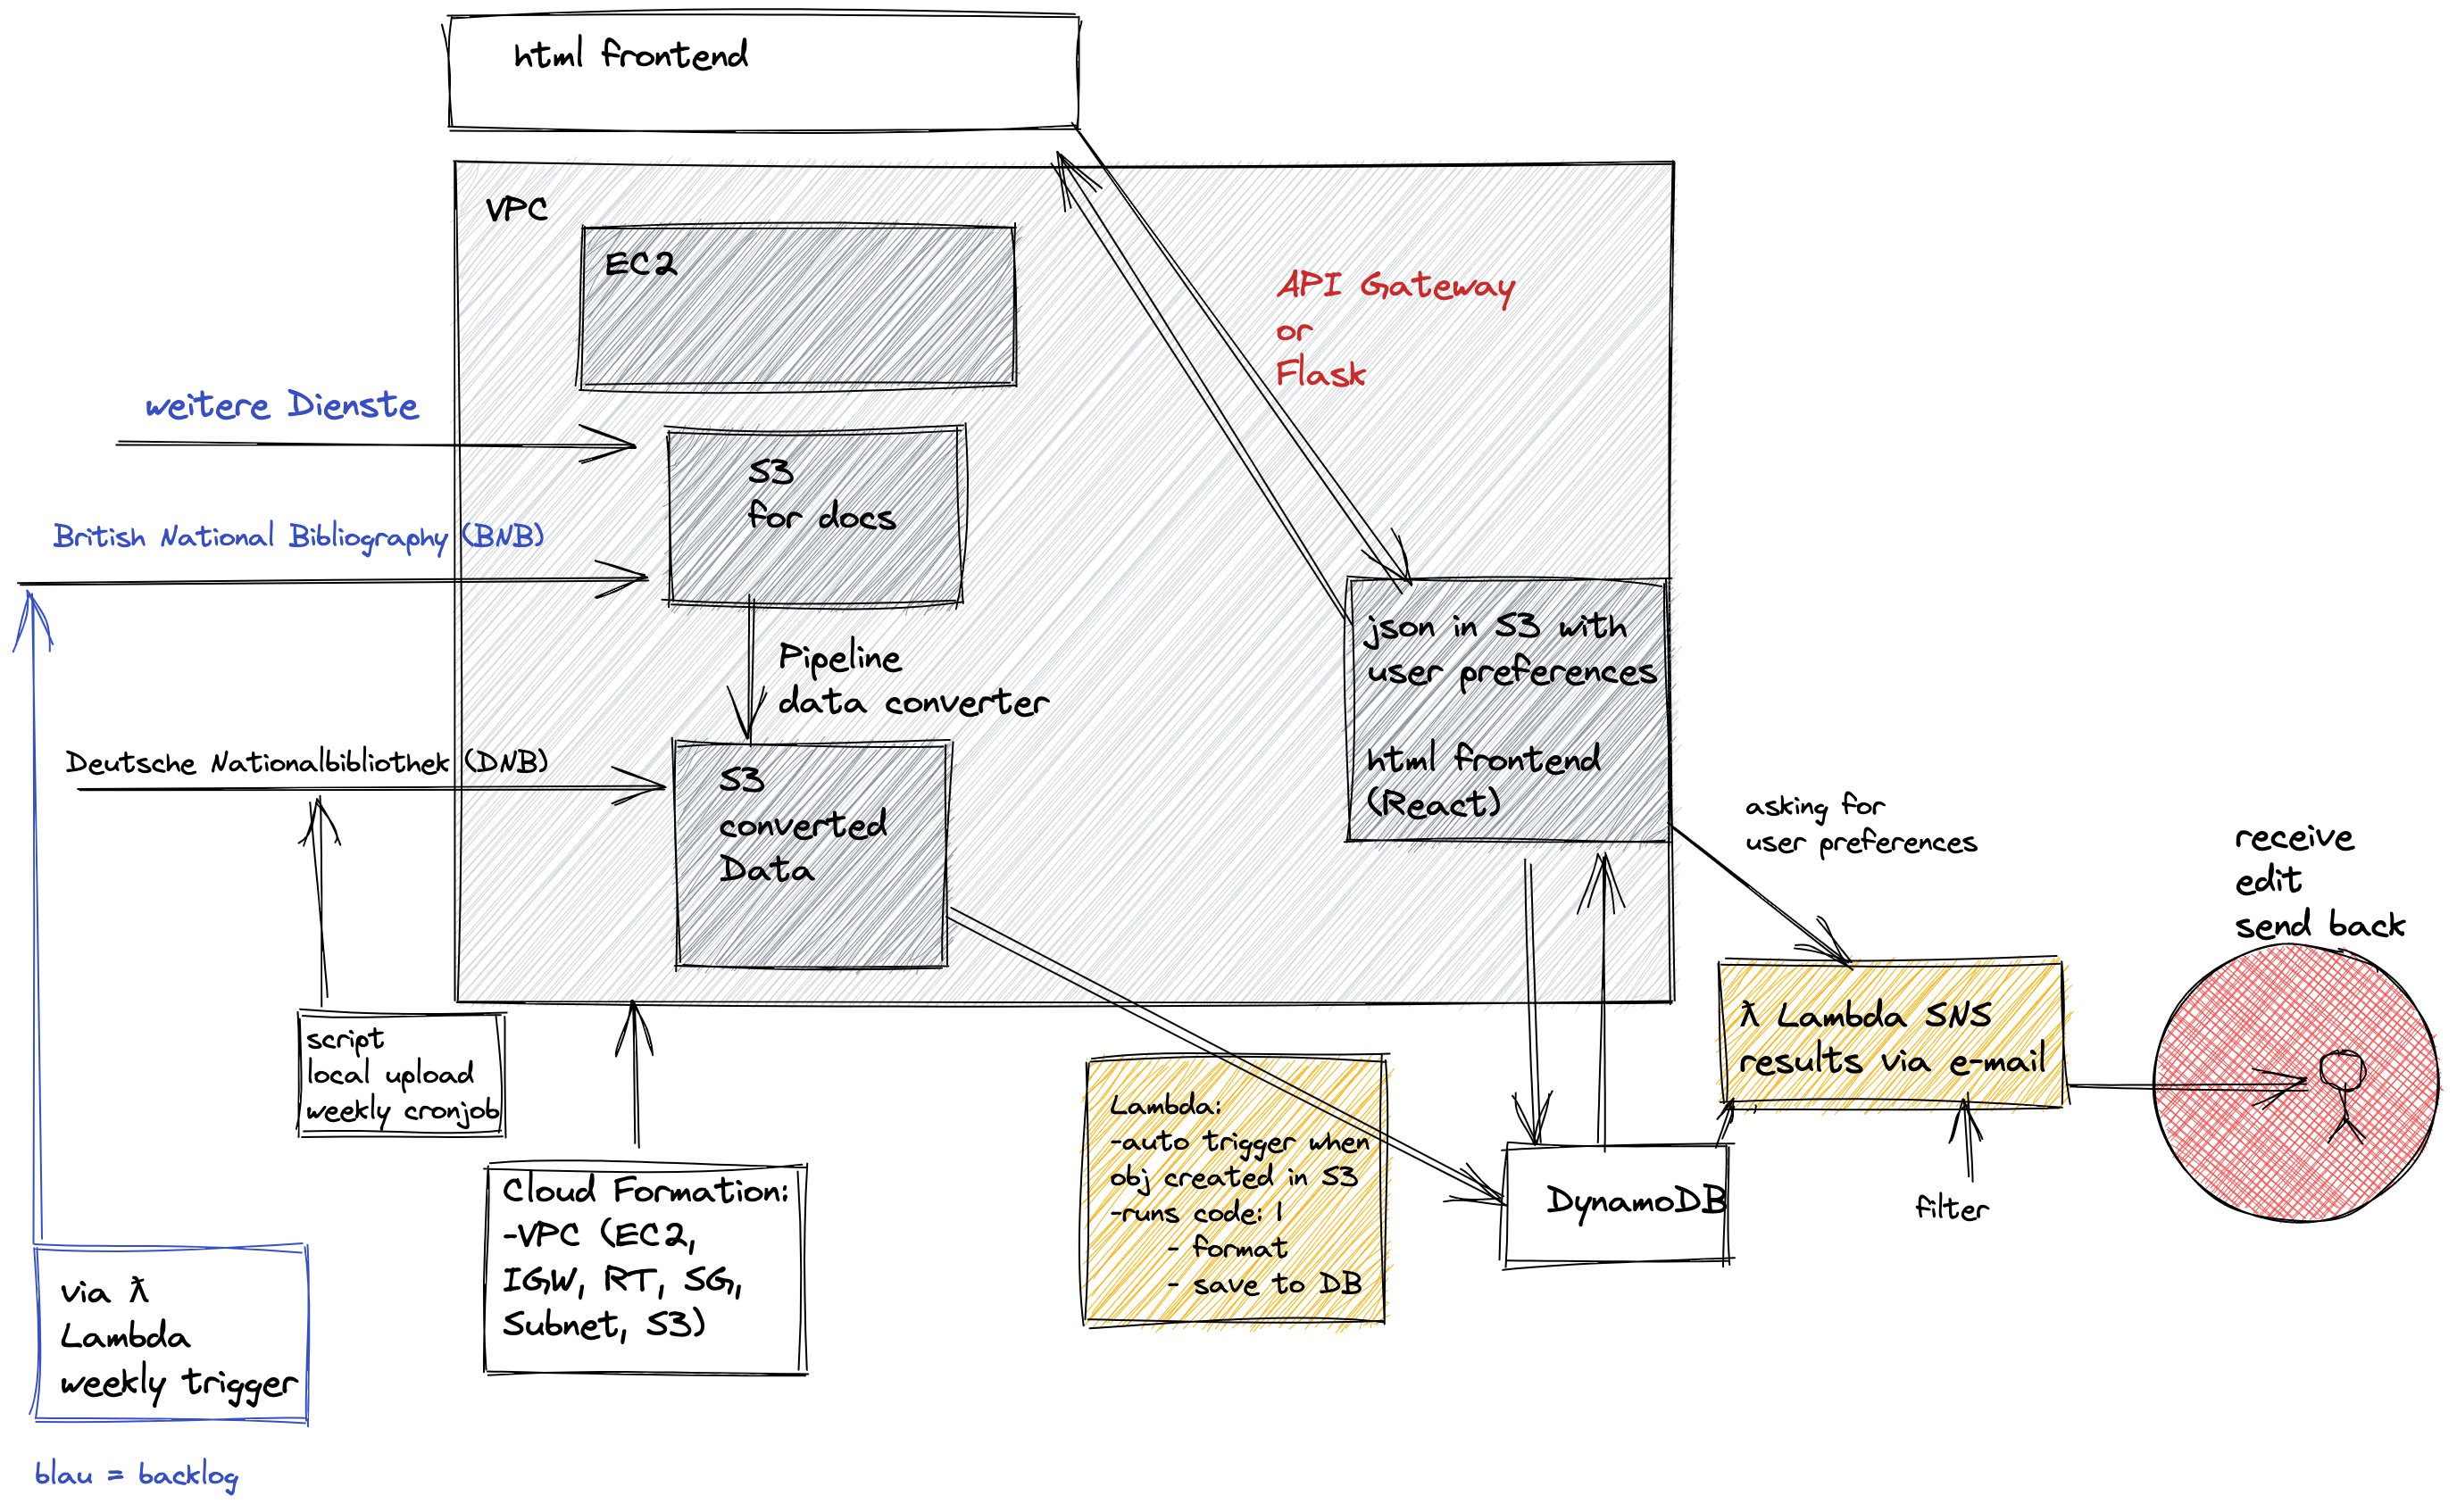 html frontend
VPC
EC2
API Gateway
or
Flask
weitere Dienste
S3
for docs
British National Bibliography (BNB)
Pipeline
data converter
json in S3 with
user preferences
html frontend
(React)
Deutsche Nationalbibliothek (DNB)
S3
converted
Data
asking for
user preferences
receive
edit
send back
script
local upload
weekly cronjob
λ Lambda SNS
results via e-mail
Cloud Formation:
-VPC (EC2,
IGW, RT, SG,
Subnet, S3)
Lambda:
-auto trigger when
obj created in S3
-runs code: |
- format
- save to DB
DynamoDB
filter
via λ
Lambda
weekly trigger
blau = backlog